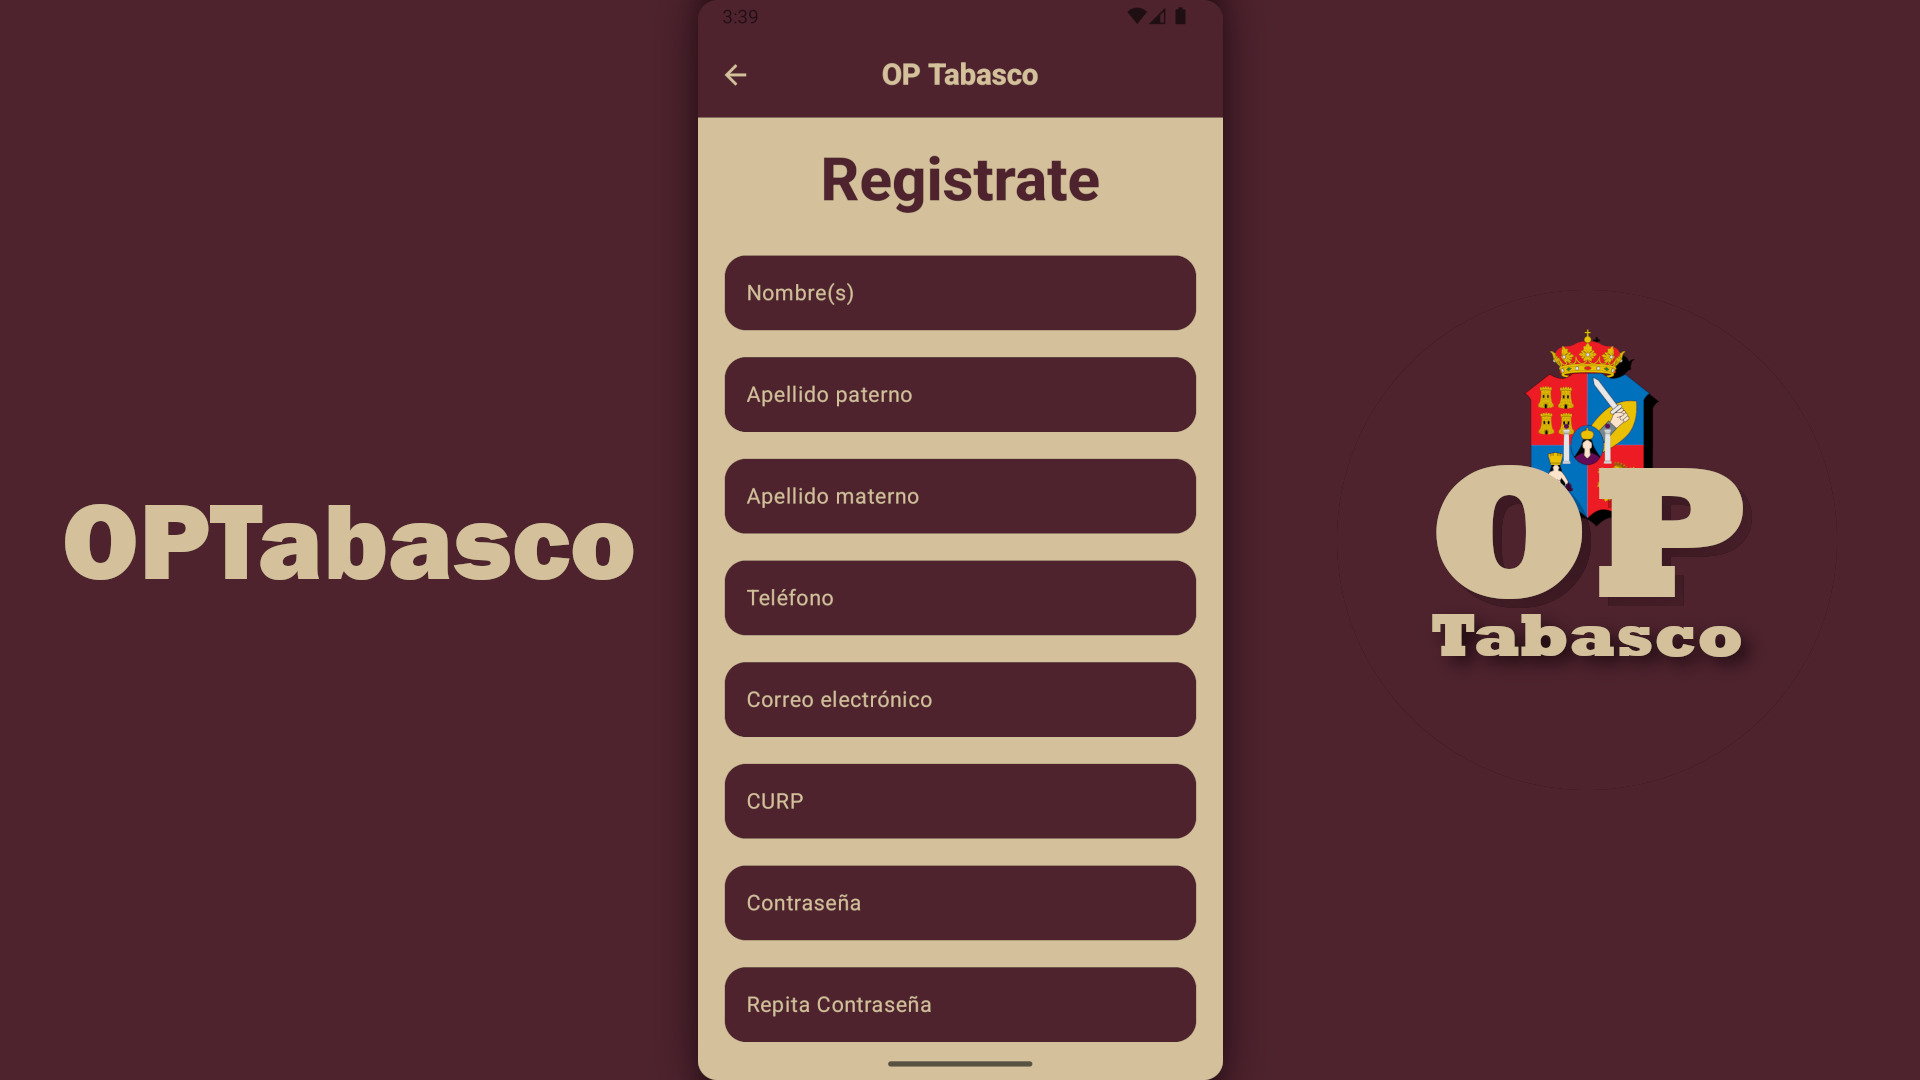 OPTabasco
3:39
OP Tabasco
Registrate
Nombre(s)
Apellido paterno
Apellido materno
Teléfono
Correo electrónico
CURP
Contraseña
Repita Contraseña
OP
Tabasco